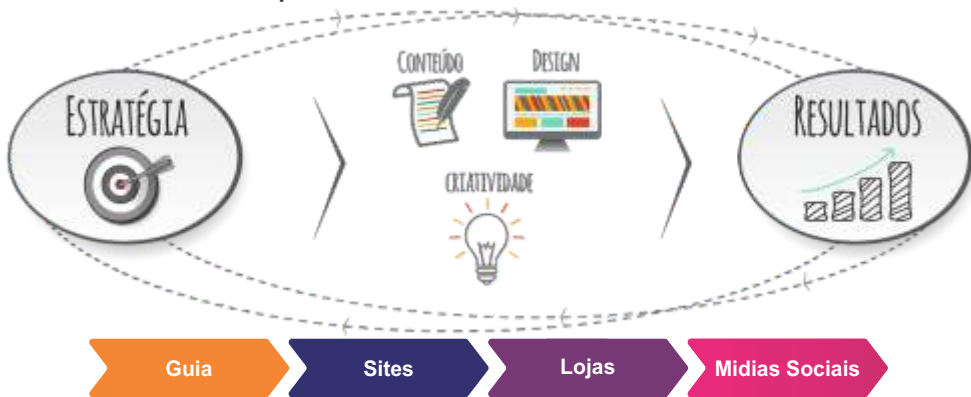 ESTRATÉGIA
CONTEÚDO
DESIGN
CRIATIVIDADE
RESULTADOS
Guia
Sites
Lojas
Midias Sociais